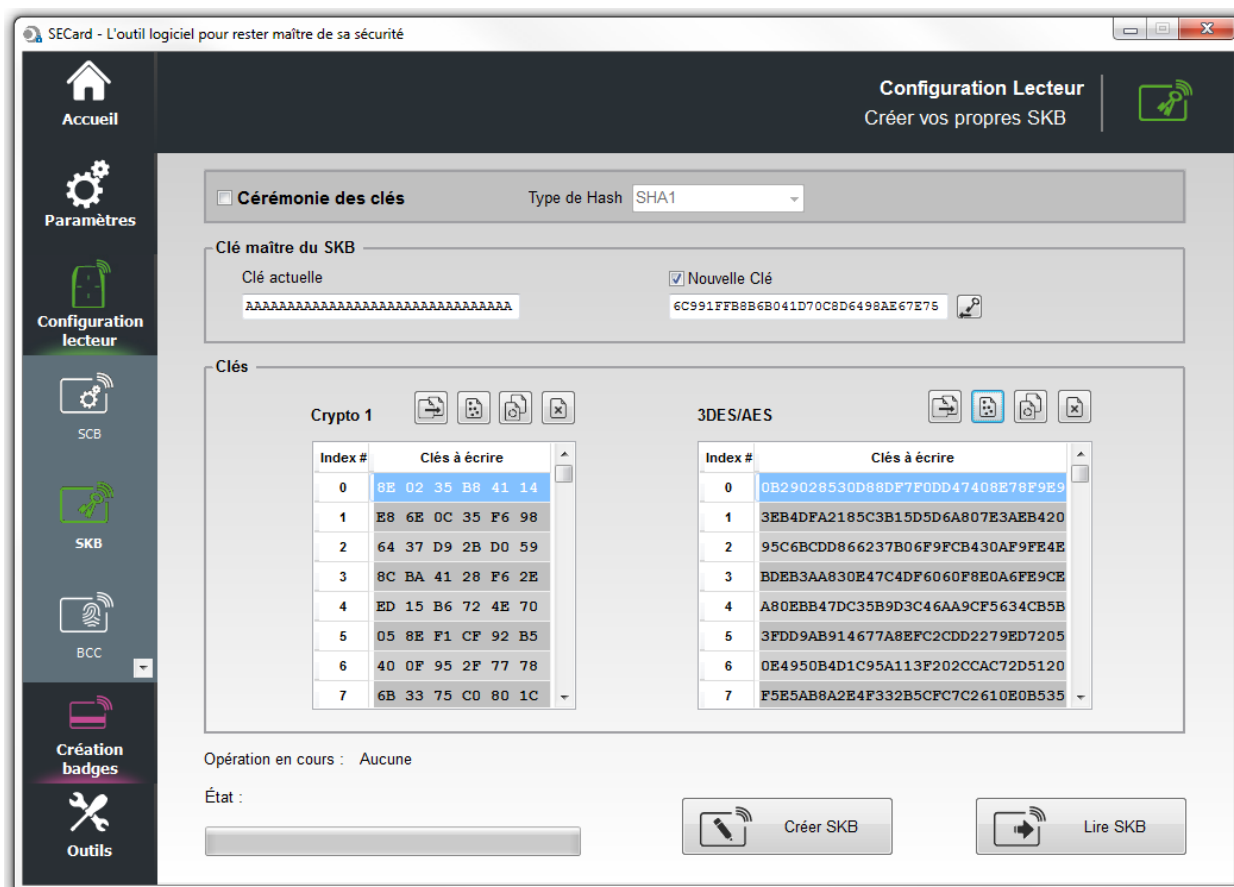 SECard - L'outil logiciel pour rester maître de sa sécurité
Accueil
Paramètres
Configuration
lecteur
SCB
SKB
BCC
Création
badges
Outils
Configuration Lecteur
Créer vos propres SKB
Cérémonie des clés
Type de Hash SHA1
Clé maître du SKB
Clé actuelle
AAAAAAAAAAAAAAAAAAAAAAAAAAAAAAAA
Nouvelle Clé
6C991FFB8B6B041D70C8D6498AE67E75
Clés
Crypto 1
Index # Clés à écrire
0 8E 02 35 B8 41 14
1 E8 6E 0C 35 F6 98
2 64 37 D9 2B D0 59
3 8C BA 41 28 F6 2E
4 ED 15 B6 72 4E 70
5 05 8E F1 CF 92 B5
6 40 0F 95 2F 77 78
7 6B 33 75 C0 80 1C
3DES/AES
Index # Clés à écrire
0 0B29028530D88DF7F0DD47408E78F9E9
1 3EB4DFA2185C3B15D5D6A807E3AEB420
2 95C6BCDD866237B06F9FCB430AF9FE4E
3 BDEB3AA830E47C4DF6060F8E0A6FE9CE
4 A80EBB47DC35B9D3C46AA9CF5634CB5B
5 3FDD9AB914677A8EFC2CDD2279ED7205
6 0E4950B4D1C95A113F202CCAC72D5120
7 F5E5AB8A2E4F332B5CFC7C2610E0B535
Opération en cours : Aucune
État :
Créer SKB
Lire SKB